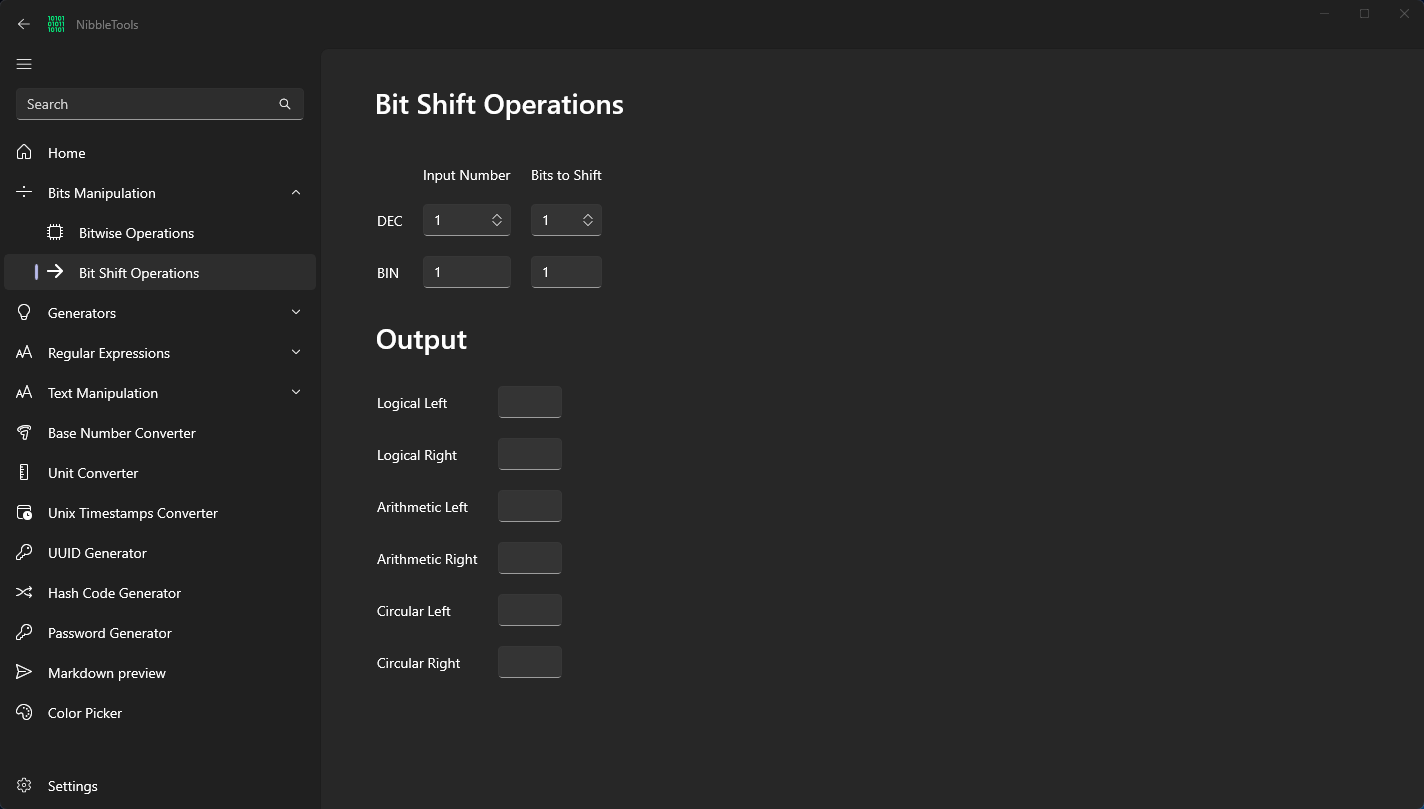 NibbleTools
Search
Home
Bits Manipulation
Bitwise Operations
Bit Shift Operations
Generators
Regular Expressions
Text Manipulation
Base Number Converter
Unit Converter
Unix Timestamps Converter
UUID Generator
Hash Code Generator
Password Generator
Markdown preview
Color Picker
Settings
Bit Shift Operations
Input Number Bits to Shift
DEC 1 1
BIN 1 1
Output
Logical Left
Logical Right
Arithmetic Left
Arithmetic Right
Circular Left
Circular Right